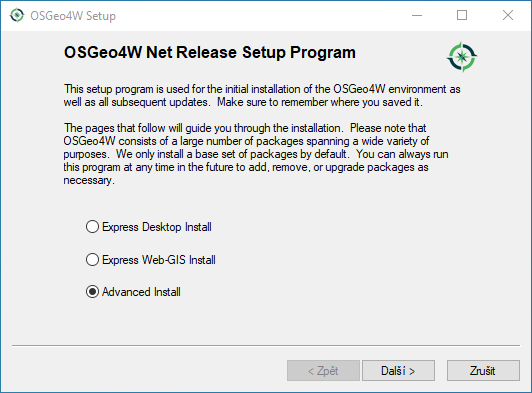 OSGeo4W Setup
OSGeo4W Net Release Setup Program
This setup program is used for the initial installation of the OSGeo4W environment as
well as all subsequent updates.  Make sure to remember where you saved it.
The pages that follow will guide you through the installation.  Please note that
OSGeo4W consists of a large number of packages spanning a wide variety of
purposes.  We only install a base set of packages by default.  You can always run
this program at any time in the future to add, remove, or upgrade packages as
necessary.
Express Desktop Install
Express Web-GIS Install
Advanced Install
< Zpět
Další >
Zrušit